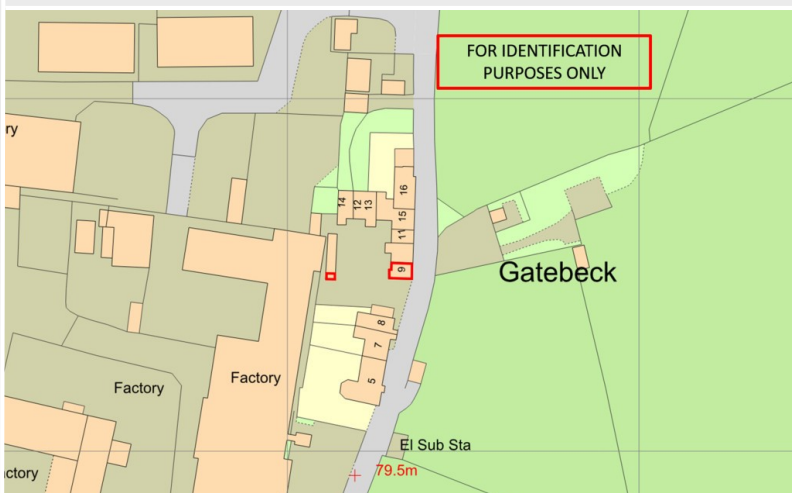 FOR IDENTIFICATION
PURPOSES ONLY
ry
16
14
12
13
15
11
9
Gatebeck
8
7
5
Factory
Factory
El Sub Sta
actory
79.5m